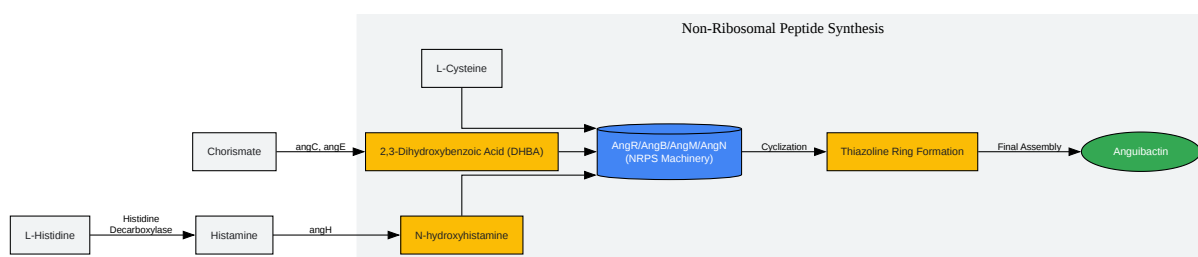 Non-Ribosomal Peptide Synthesis
L-Cysteine
Chorismate
angC, angE
2,3-Dihydroxybenzoic Acid (DHBA)
AngR/AngB/AngM/AngN
(NRPS Machinery)
Cyclization
Thiazoline Ring Formation
Final Assembly
Anguibactin
L-Histidine
Histidine
Decarboxylase
Histamine
angH
N-hydroxyhistamine